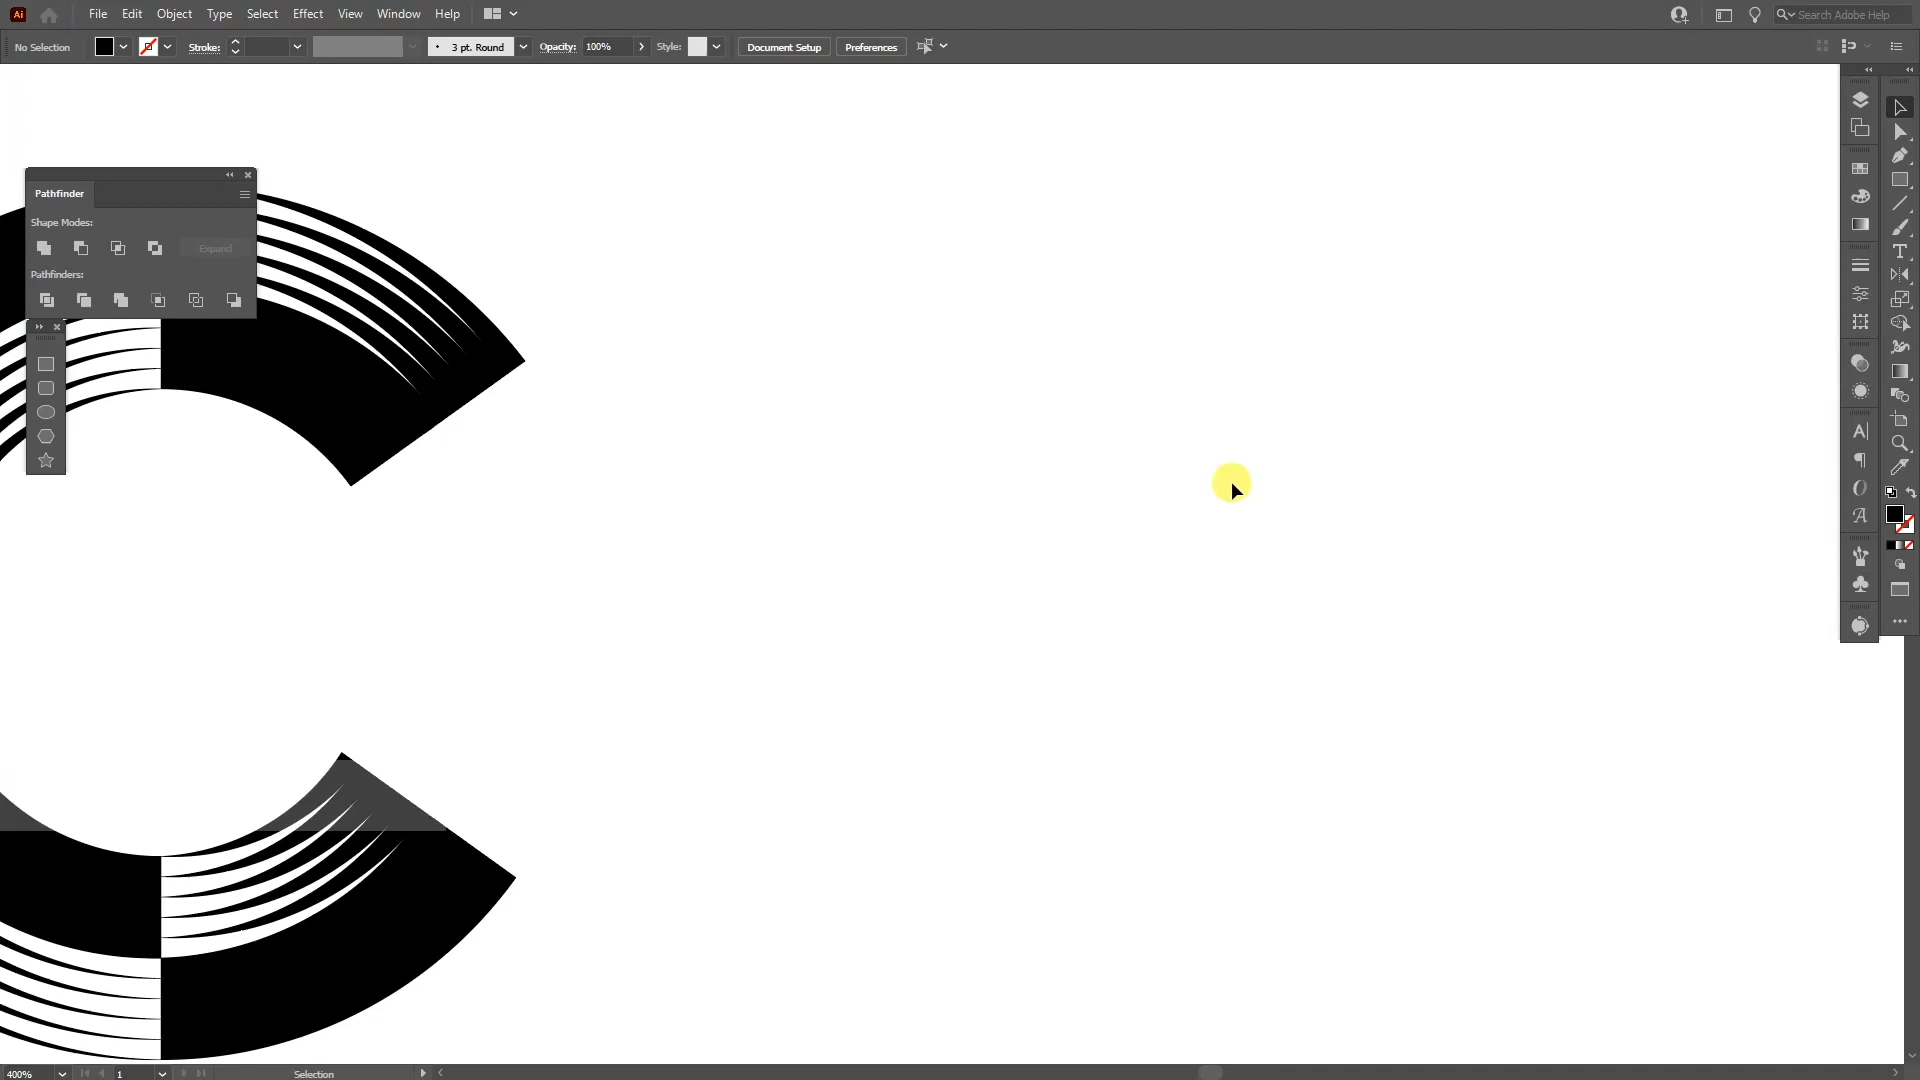 Ai File Edit Object Type Select Effect View Window Help Search Adobe Help
No Selection Stroke: 3 pt. Round Opacity: 100% Style: Document Setup Preferences
Pathfinder
Shape Modes:
Expand
Pathfinders:
400% 1 Selection